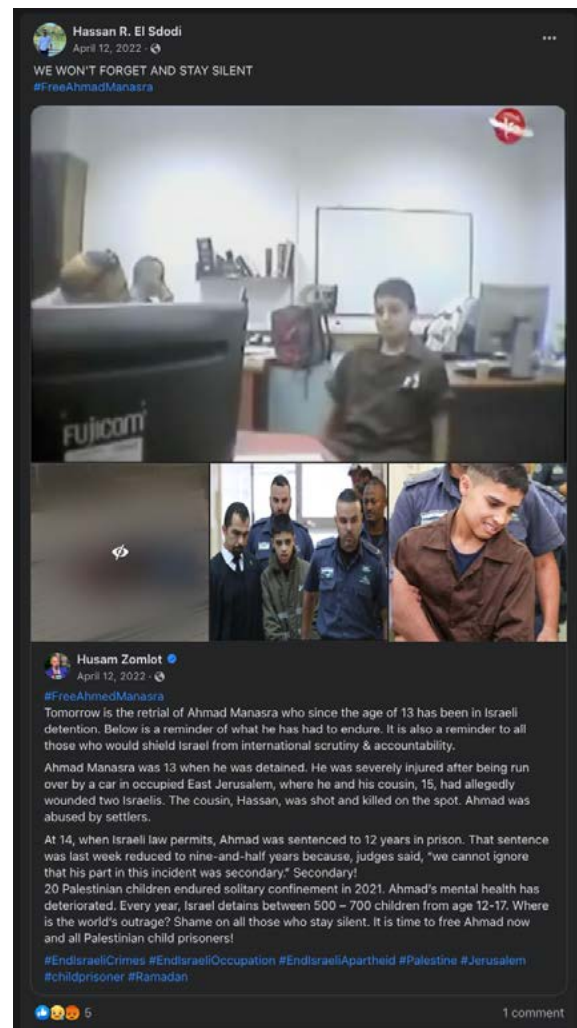 Hassan R. El Sdodi
April 12, 2022 ·
WE WON'T FORGET AND STAY SILENT
#FreeAhmadManasra
FUJICOM
Husam Zomlot
April 12, 2022 ·
#FreeAhmedManasra
Tomorrow is the retrial of Ahmad Manasra who since the age of 13 has been in Israeli
detention. Below is a reminder of what he has had to endure. It is also a reminder to all
those who would shield Israel from international scrutiny & accountability.
Ahmad Manasra was 13 when he was detained. He was severely injured after being run
over by a car in occupied East Jerusalem, where he and his cousin, 15, had allegedly
wounded two Israelis. The cousin, Hassan, was shot and killed on the spot. Ahmad was
abused by settlers.
At 14, when Israeli law permits, Ahmad was sentenced to 12 years in prison. That sentence
was last week reduced to nine-and-half years because, judges said, "we cannot ignore
that his part in this incident was secondary." Secondary!
20 Palestinian children endured solitary confinement in 2021. Ahmad's mental health has
deteriorated. Every year, Israel detains between 500 – 700 children from age 12-17. Where
is the world's outrage? Shame on all those who stay silent. It is time to free Ahmad now
and all Palestinian child prisoners!
#EndIsraeliCrimes #EndIsraeliOccupation #EndIsraeliApartheid #Palestine #Jerusalem
#childprisoner #Ramadan
5
1 comment